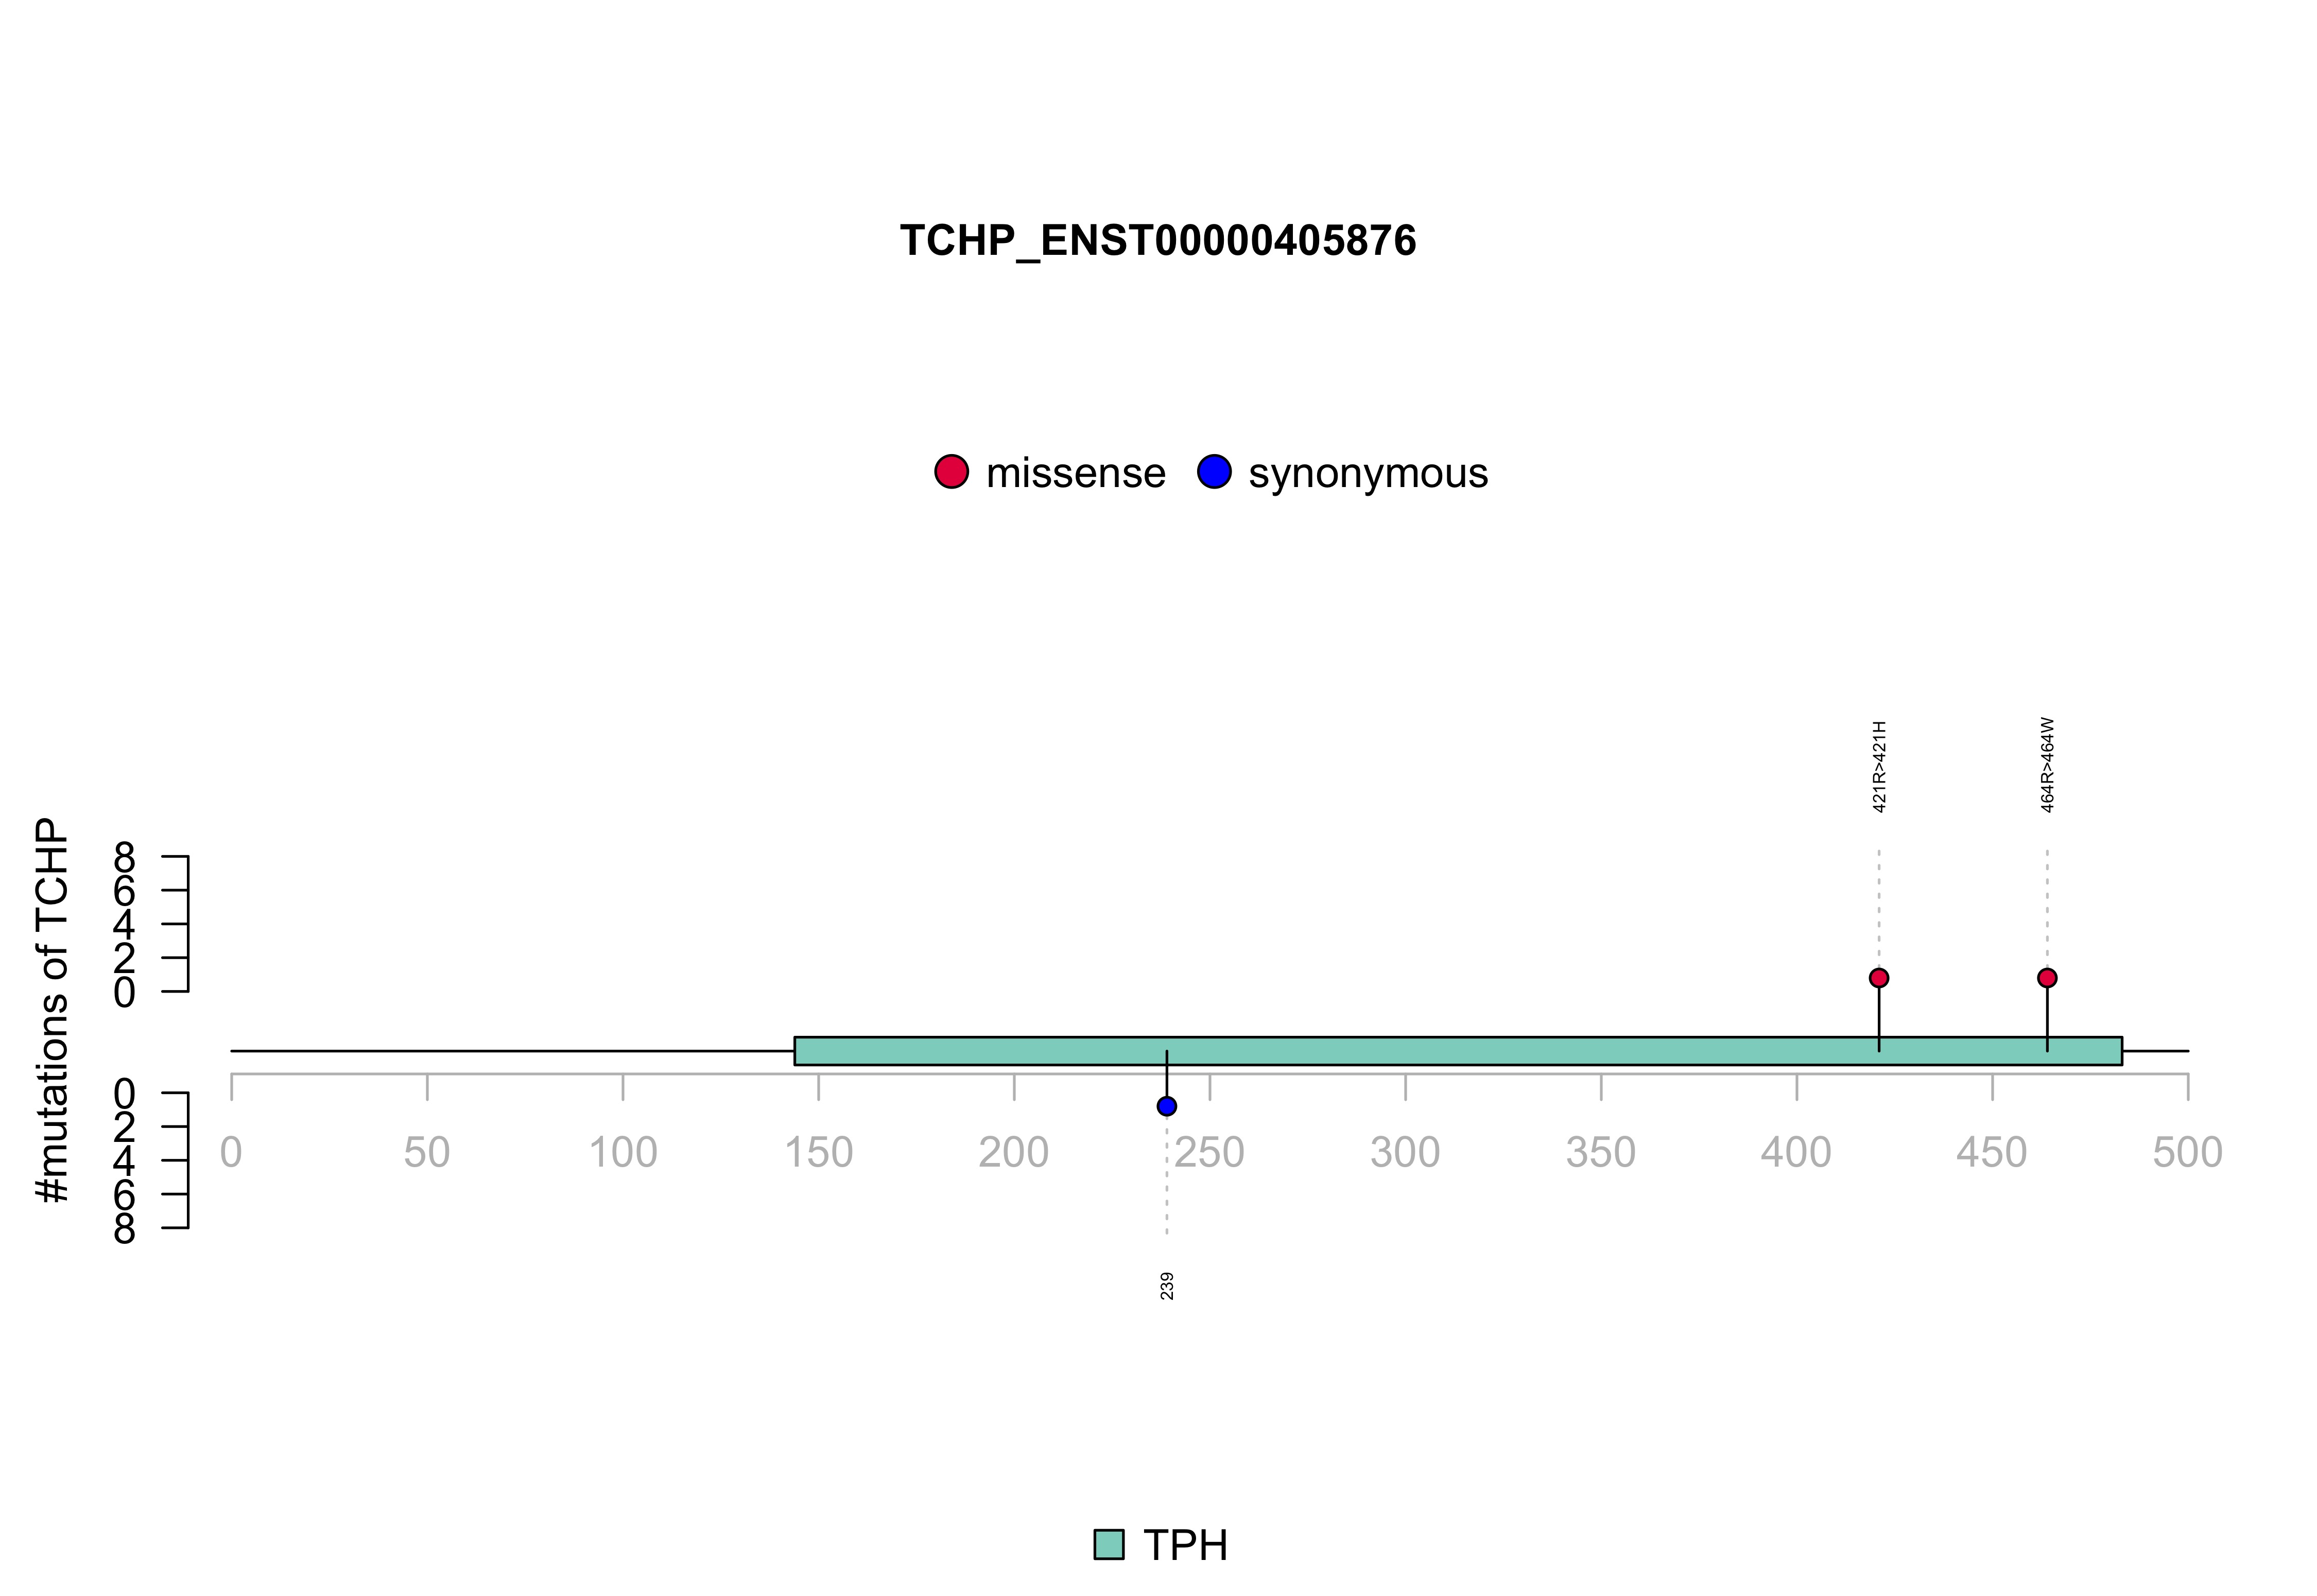 TCHP_ENST00000405876
missense synonymous
421R>421H
464R>464W
#mutations of TCHP
8
6
4
2
0
0
2
4
6
8
0 50 100 150 200 250 300 350 400 450 500
239
TPH